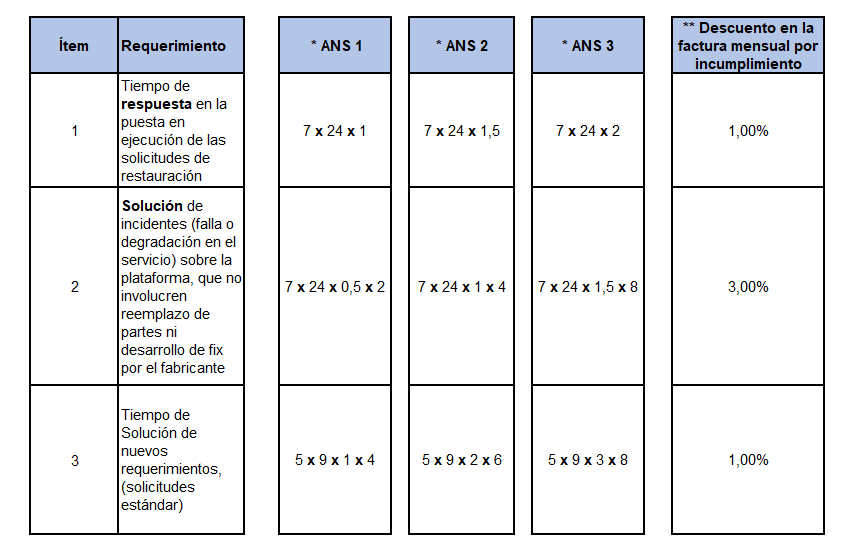 Ítem
Requerimiento
* ANS 1
* ANS 2
* ANS 3
** Descuento en la
factura mensual por
incumplimiento
1
Tiempo de
respuesta en la
puesta en
ejecución de las
solicitudes de
restauración
7 x 24 x 1
7 x 24 x 1,5
7 x 24 x 2
1,00%
2
Solución de
incidentes (falla o
degradación en el
servicio) sobre la
plataforma, que no
involucren
reemplazo de
partes ni
desarrollo de fix
por el fabricante
7 x 24 x 0,5 x 2
7 x 24 x 1 x 4
7 x 24 x 1,5 x 8
3,00%
3
Tiempo de
Solución de
nuevos
requerimientos,
(solicitudes
estándar)
5 x 9 x 1 x 4
5 x 9 x 2 x 6
5 x 9 x 3 x 8
1,00%